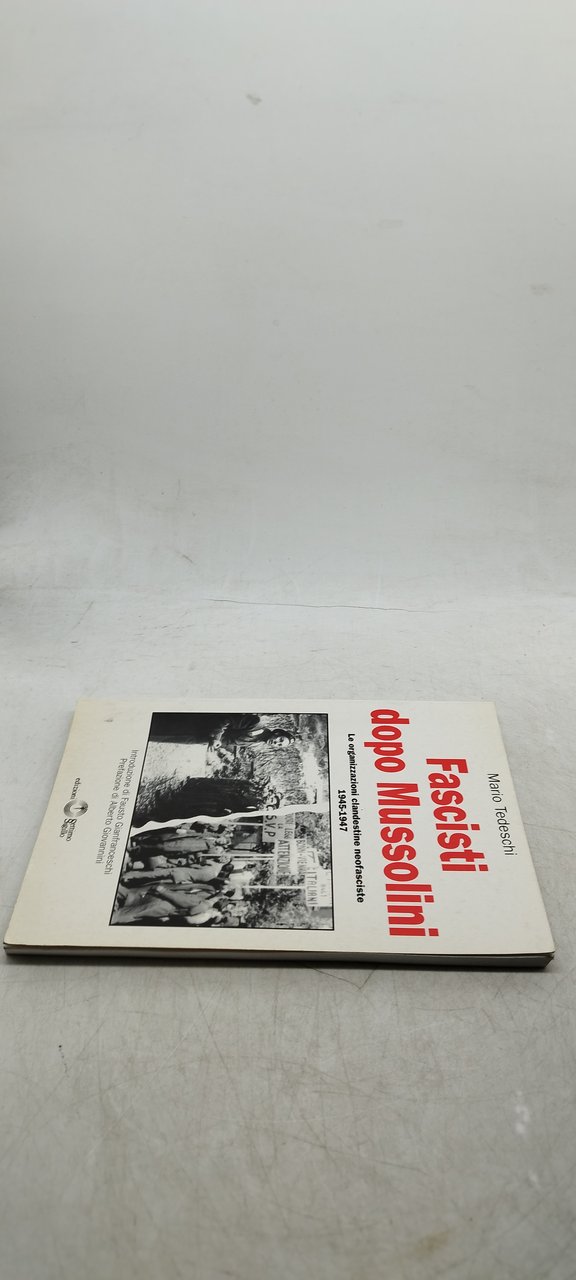 Mario Tedeschi
Fascisti
dopo Mussolini
Le organizzazioni clandestine neofasciste
1945-1947
ITALIANI
S.I.P.
Introduzione di Fausto Gianfranceschi
Prefazione di Alberto Giovannini
edizioni
Settimo
Sigillo